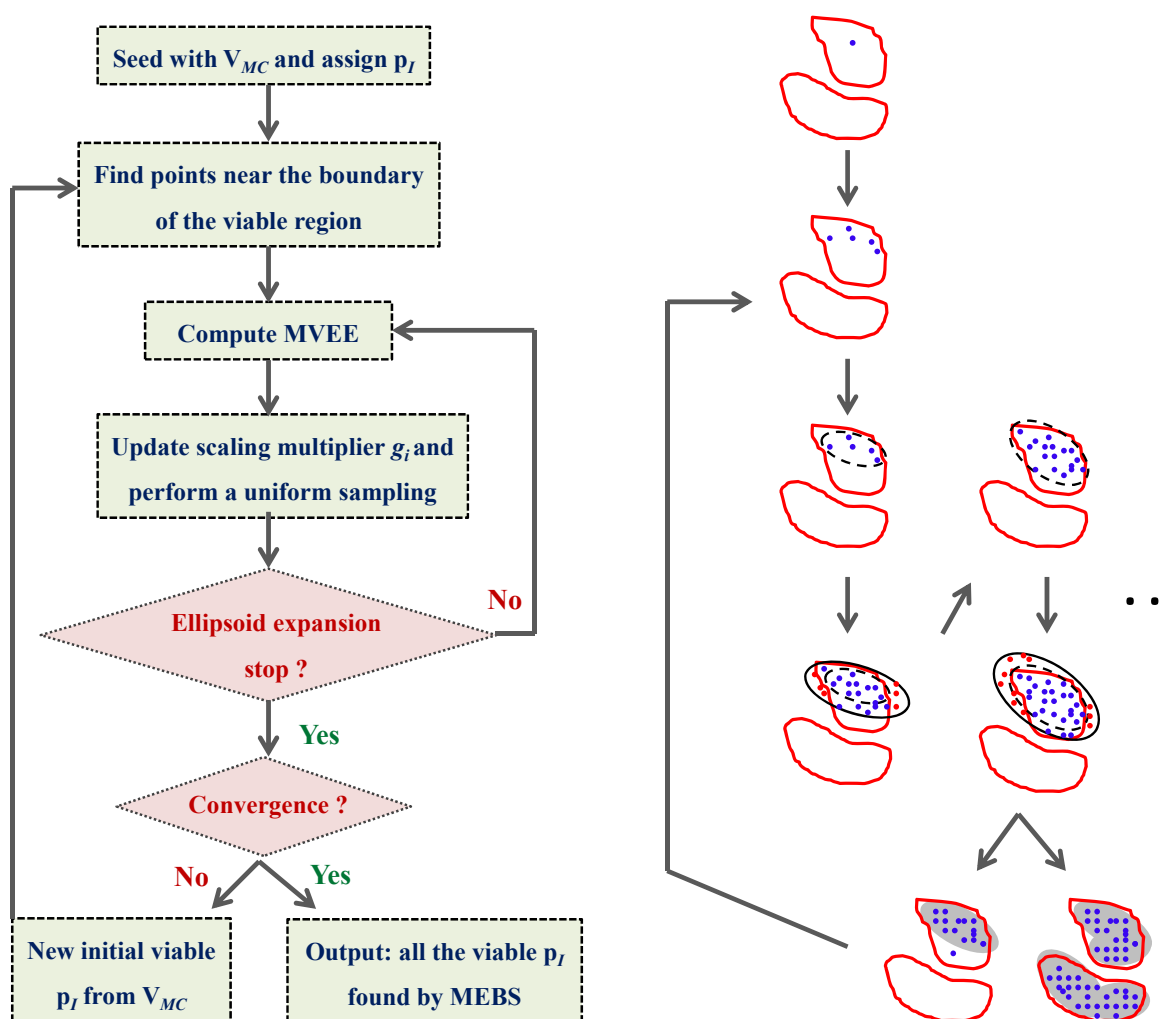 Seed with V_MC and assign p_I
Find points near the boundary
of the viable region
Compute MVEE
Update scaling multiplier g_i and
perform a uniform sampling
No
Ellipsoid expansion
stop ?
Yes
Convergence ?
No
Yes
New initial viable
p_I from V_MC
Output: all the viable p_I
found by MEBS
. .